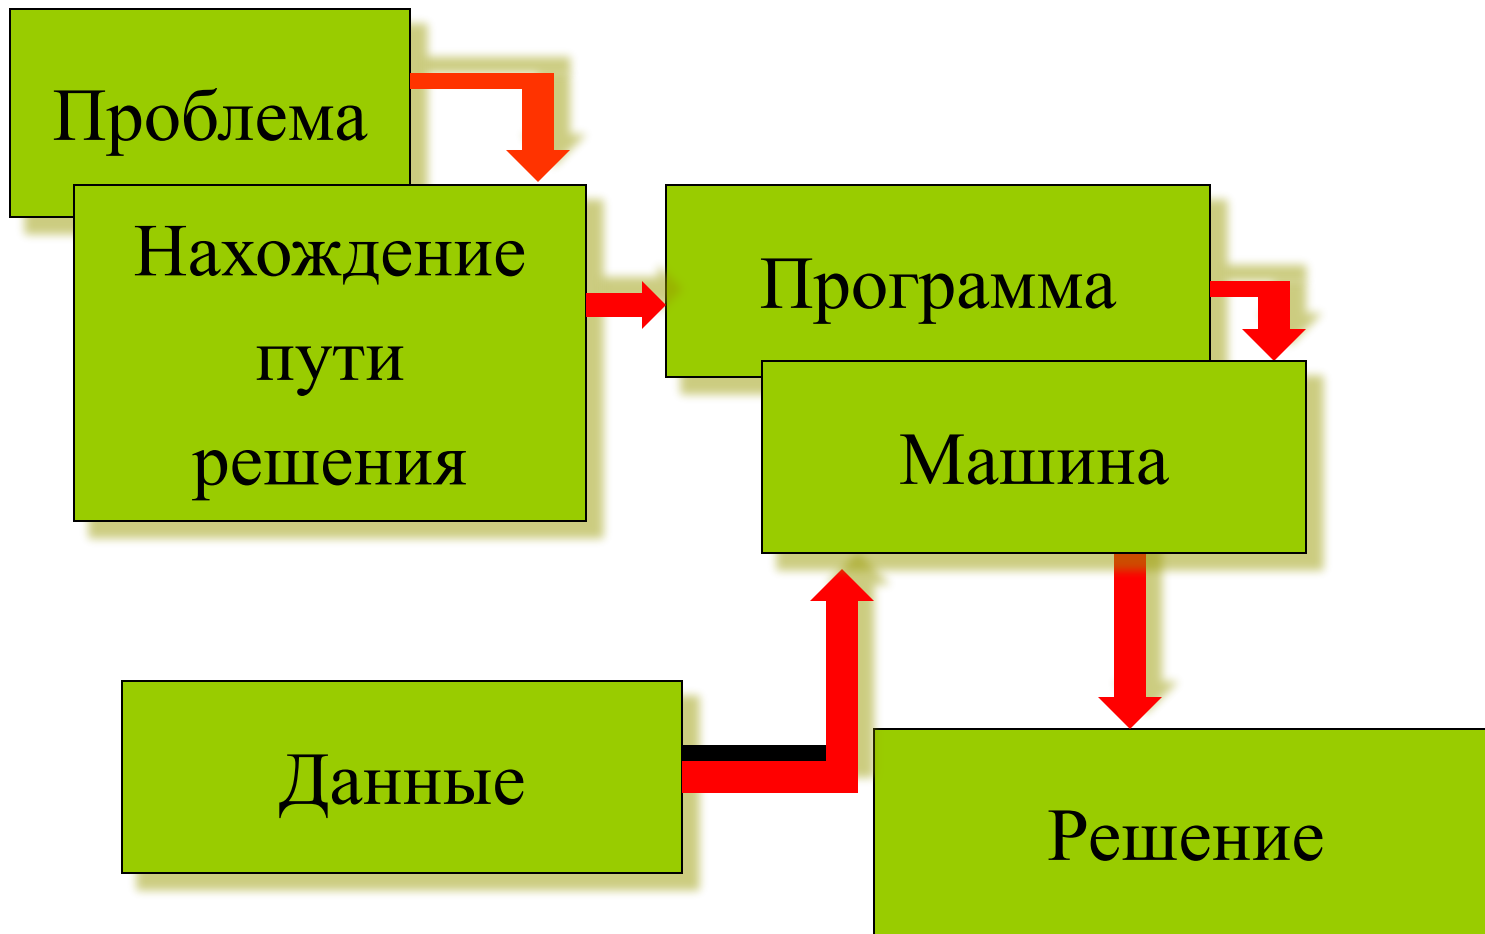 Проблема
Нахождение
пути
решения
Программа
Машина
Данные
Решение